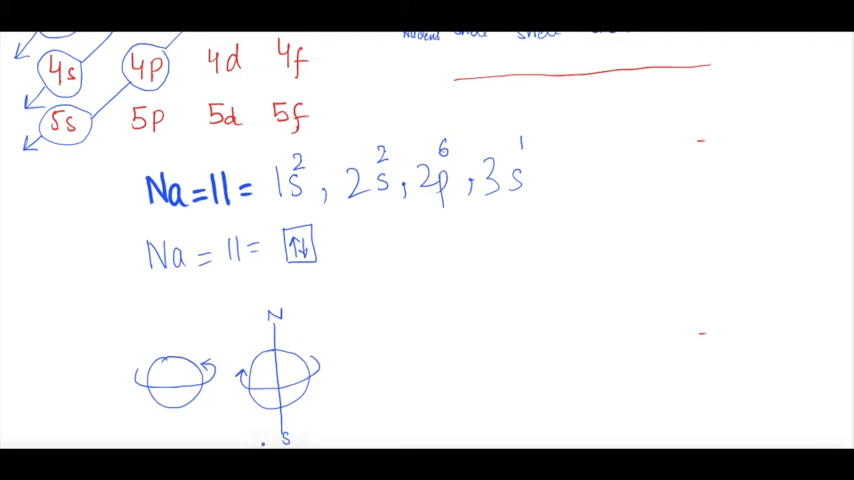 4s 4p 4d 4f
5s 5p 5d 5f
Na=11= 1s², 2s², 2p⁶, 3s¹
Na = 11 = ↑↓
N
S